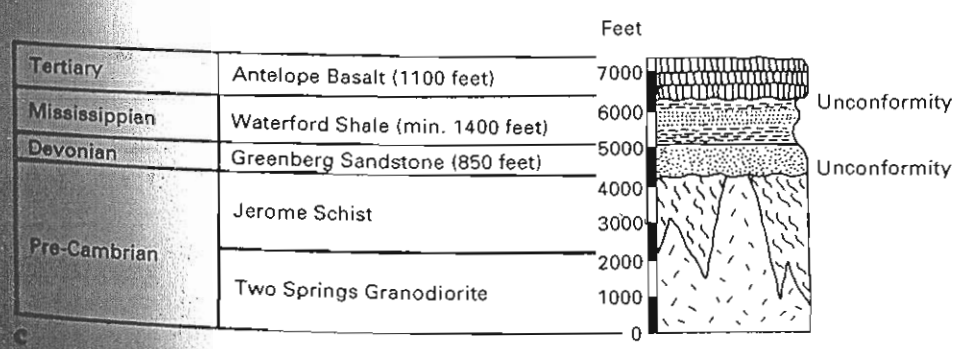 Feet
Tertiary
Antelope Basalt (1100 feet)
7000
Unconformity
Mississippian
Waterford Shale (min. 1400 feet)
6000
5000
Devonian
Greenberg Sandstone (850 feet)
Unconformity
4000
Jerome Schist
3000
Pre-Cambrian
2000
Two Springs Granodiorite
1000
0
C